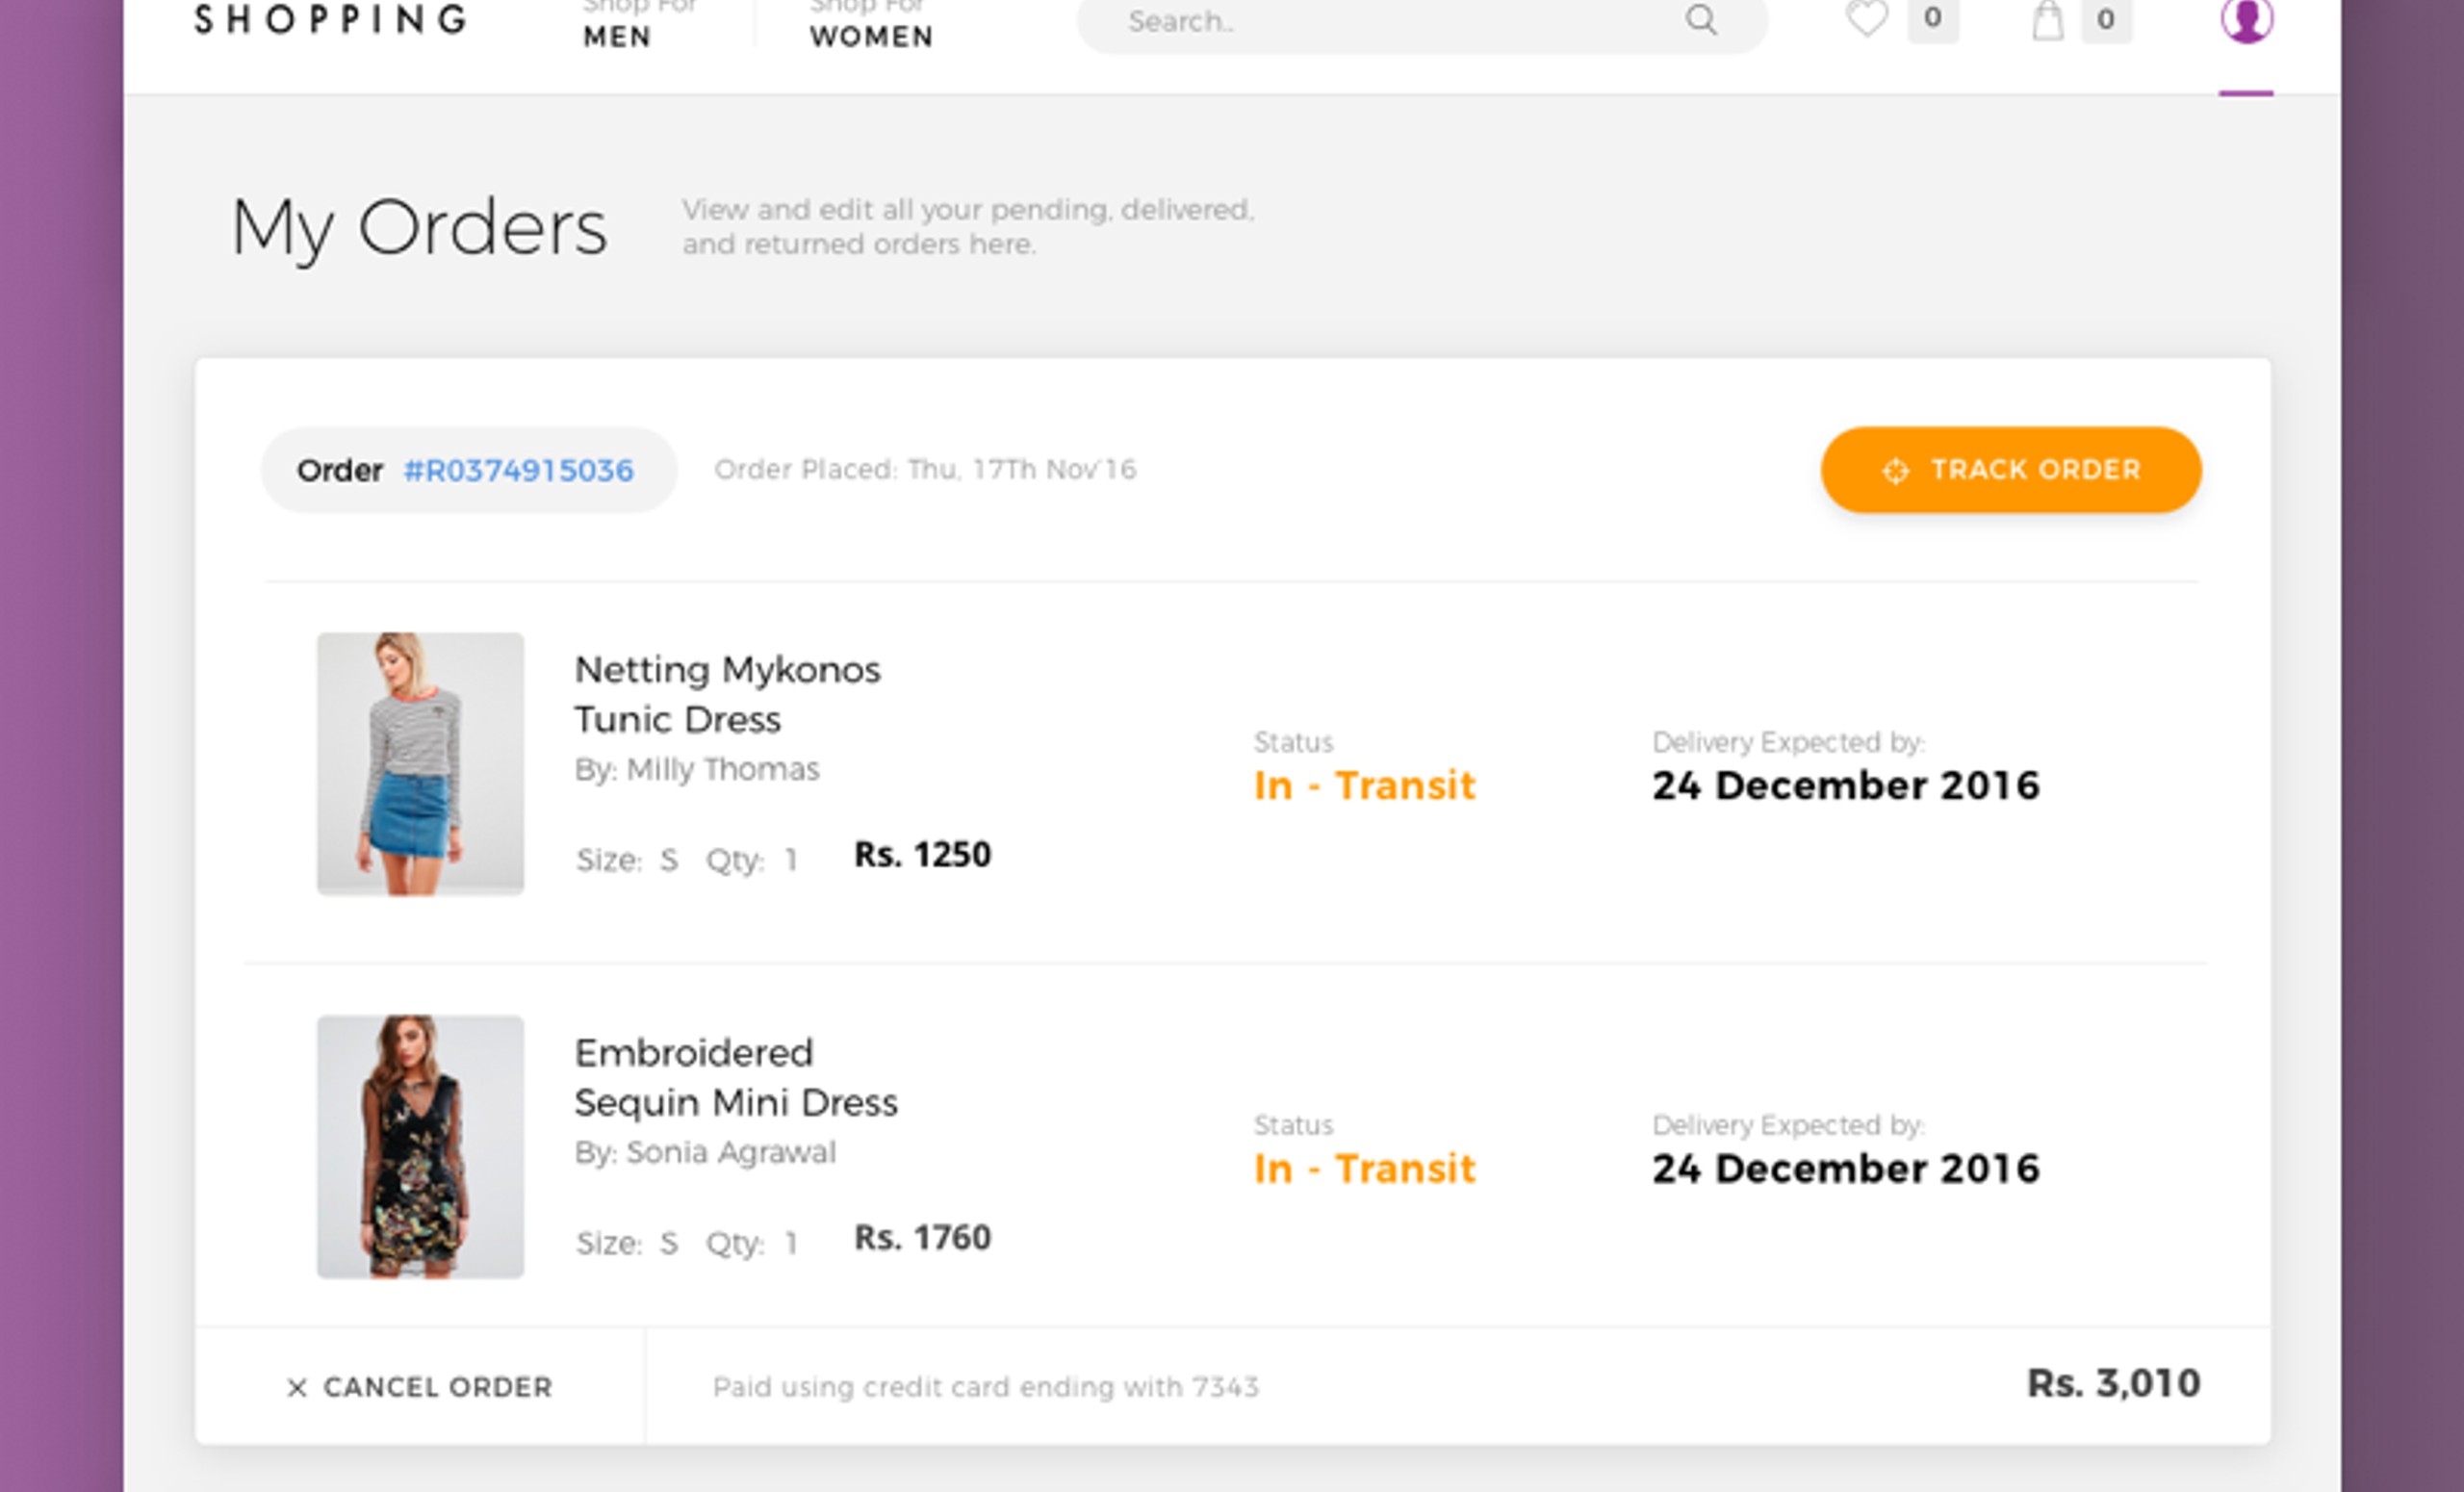 SHOPPING
Shop For
MEN
Shop For
WOMEN
Search..
0
0
My Orders
View and edit all your pending, delivered,
and returned orders here.
Order #R0374915036
Order Placed: Thu, 17Th Nov'16
TRACK ORDER
Netting Mykonos
Tunic Dress
By: Milly Thomas
Size: S Qty: 1 Rs. 1250
Status
In - Transit
Delivery Expected by:
24 December 2016
Embroidered
Sequin Mini Dress
By: Sonia Agrawal
Size: S Qty: 1 Rs. 1760
Status
In - Transit
Delivery Expected by:
24 December 2016
CANCEL ORDER
Paid using credit card ending with 7343
Rs. 3,010